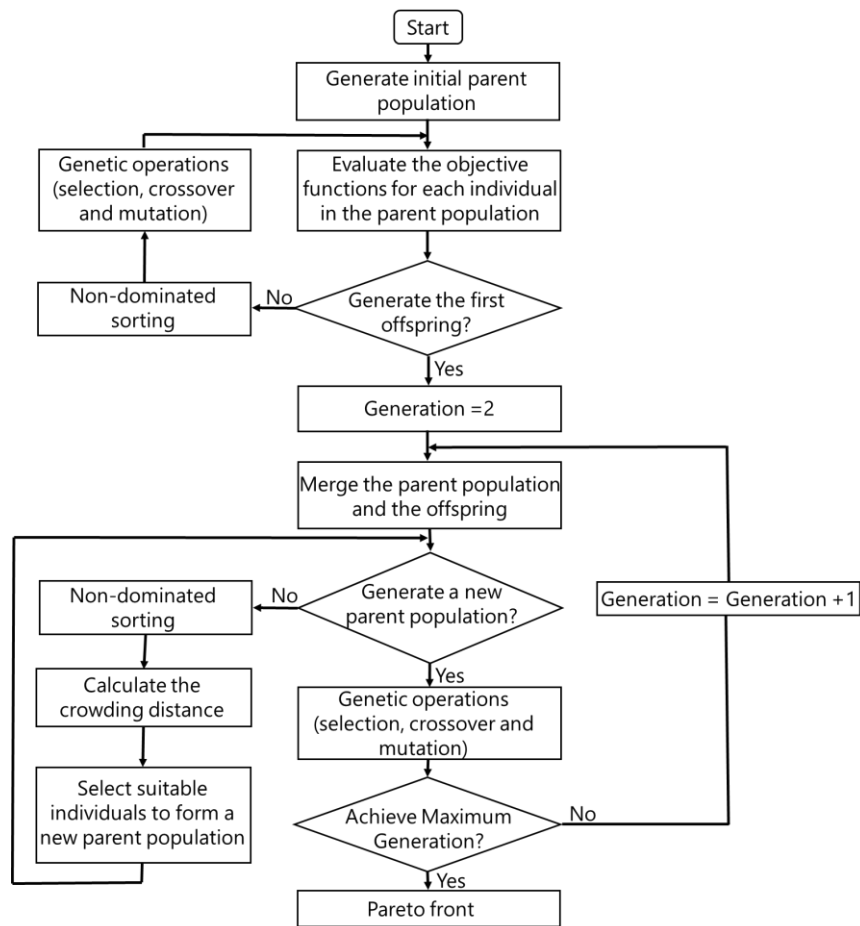 Start
Generate initial parent
population
Genetic operations
(selection, crossover
and mutation)
Evaluate the objective
functions for each individual
in the parent population
Non-dominated
sorting
No
Generate the first
offspring?
Yes
Generation =2
Merge the parent population
and the offspring
Non-dominated
sorting
No
Generate a new
parent population?
Generation = Generation +1
Yes
Calculate the
crowding distance
Genetic operations
(selection, crossover and
mutation)
Select suitable
individuals to form a
new parent population
Achieve Maximum
Generation?
No
Yes
Pareto front